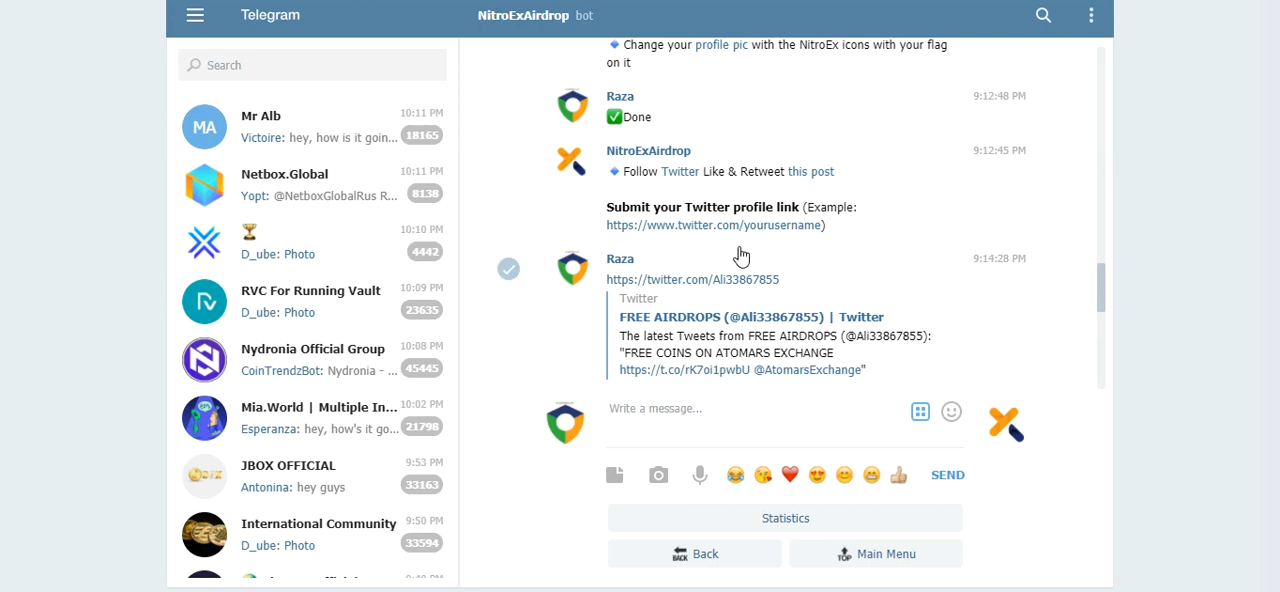 Telegram
NitroExAirdrop bot
Search
MA
Mr Alb 10:11 PM
Victoire: hey, how is it goin... 18165
Netbox.Global 10:11 PM
Yopt: @NetboxGlobalRus R... 8138
🏆 10:10 PM
D_ube: Photo 4442
RVC For Running Vault 10:09 PM
D_ube: Photo 23635
Nydronia Official Group 10:08 PM
CoinTrendzBot: Nydronia - ... 45445
Mia.World | Multiple In... 10:02 PM
Esperanza: hey, how's it go... 21798
JBOX OFFICIAL 9:53 PM
Antonina: hey guys 33163
International Community 9:50 PM
D_ube: Photo 33594
🔹 Change your profile pic with the NitroEx icons with your flag
on it
Raza 9:12:48 PM
✅Done
NitroExAirdrop 9:12:45 PM
🔹 Follow Twitter Like & Retweet this post
Submit your Twitter profile link (Example:
https://www.twitter.com/yourusername)
Raza 9:14:28 PM
https://twitter.com/Ali33867855
Twitter
FREE AIRDROPS (@Ali33867855) | Twitter
The latest Tweets from FREE AIRDROPS (@Ali33867855):
"FREE COINS ON ATOMARS EXCHANGE
https://t.co/rK7oi1pwbU @AtomarsExchange"
Write a message...
😂 😘 ❤️ 😍 😊 😁 👍 SEND
Statistics
🔙 Back
🔝 Main Menu